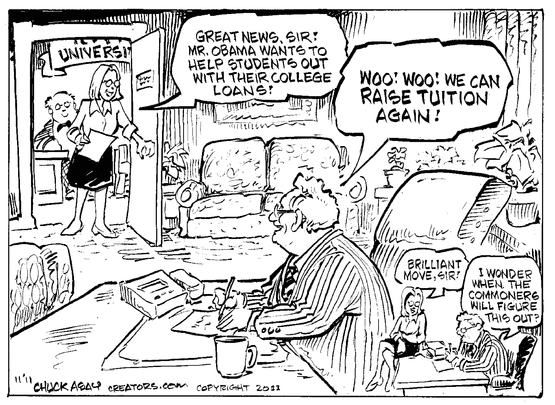 UNIVERSI
GREAT NEWS, SIR!
MR. OBAMA WANTS TO
HELP STUDENTS OUT
WITH THEIR COLLEGE
LOANS!
WOO! WOO! WE CAN
RAISE TUITION
AGAIN!
BRILLIANT
MOVE, SIR!
I WONDER
WHEN THE
COMMONERS
WILL FIGURE
THIS OUT?
CHUCK ASAY CREATORS.COM COPYRIGHT 2011